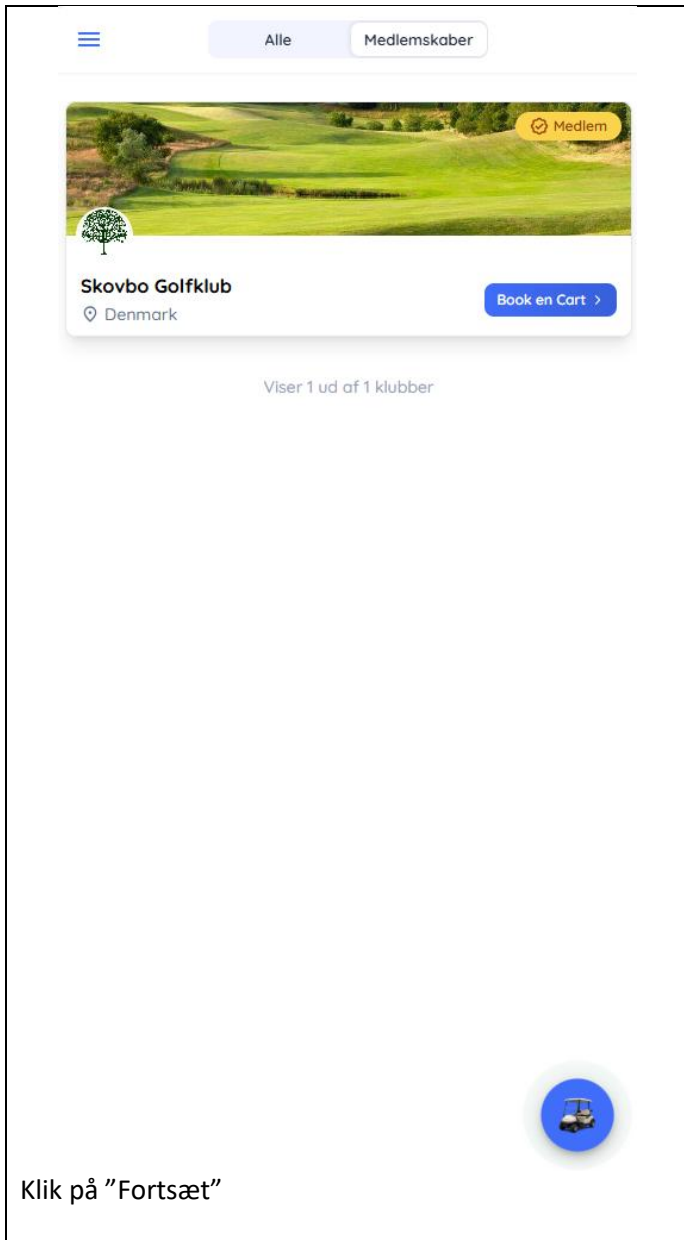 Alle Medlemskaber
Medlem
Skovbo Golfklub
Denmark
Book en Cart >
Viser 1 ud af 1 klubber
Klik på ”Fortsæt”